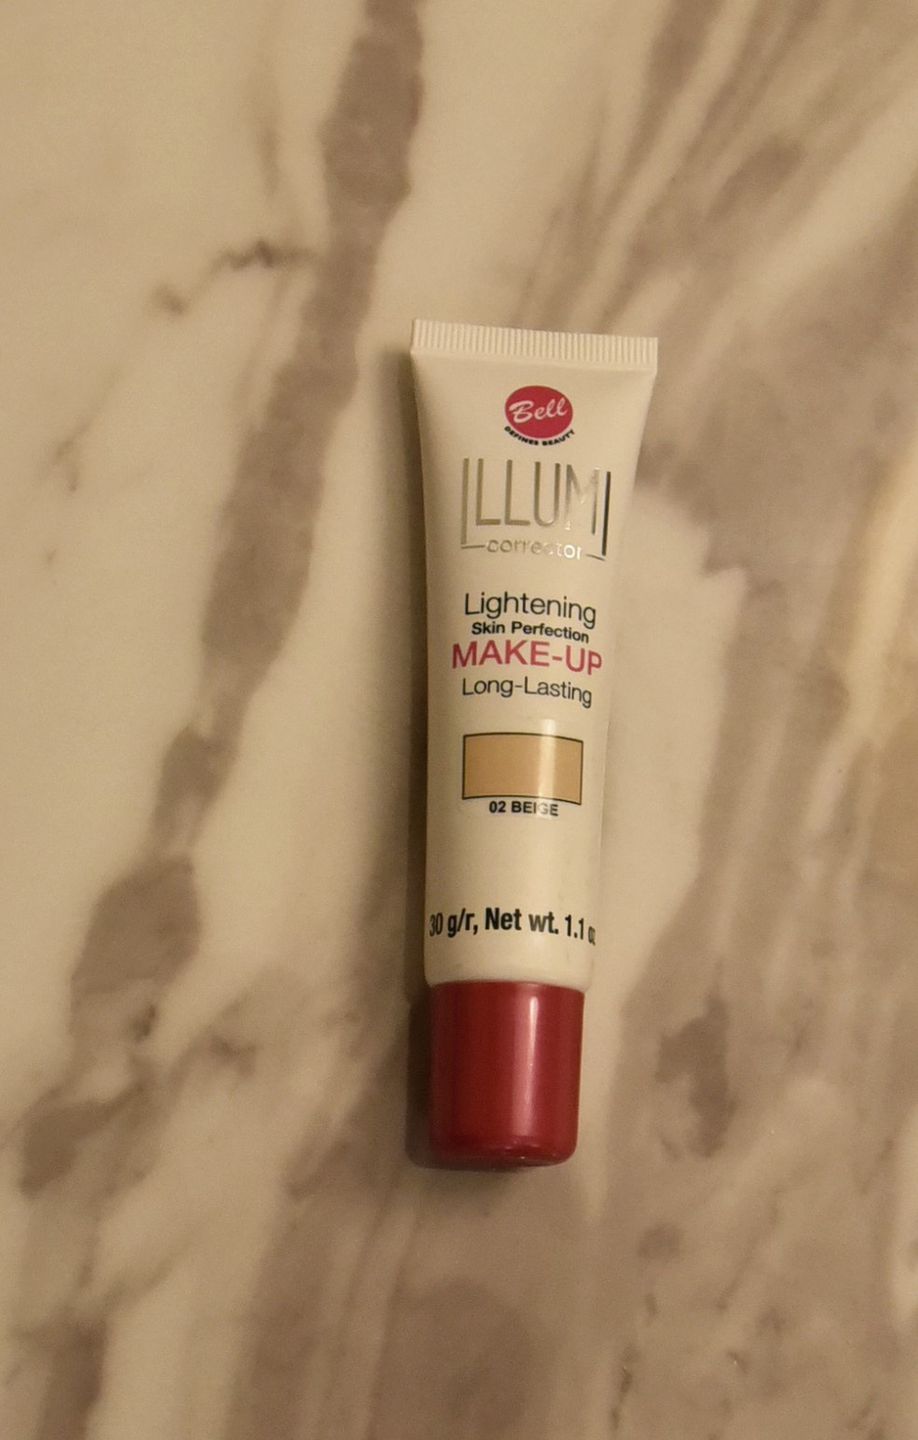 Bell
DEFINES BEAUTY
ILLUMI
corrector
Lightening
Skin Perfection
MAKE-UP
Long-Lasting
02 BEIGE
30 g/r, Net wt. 1.1 oz